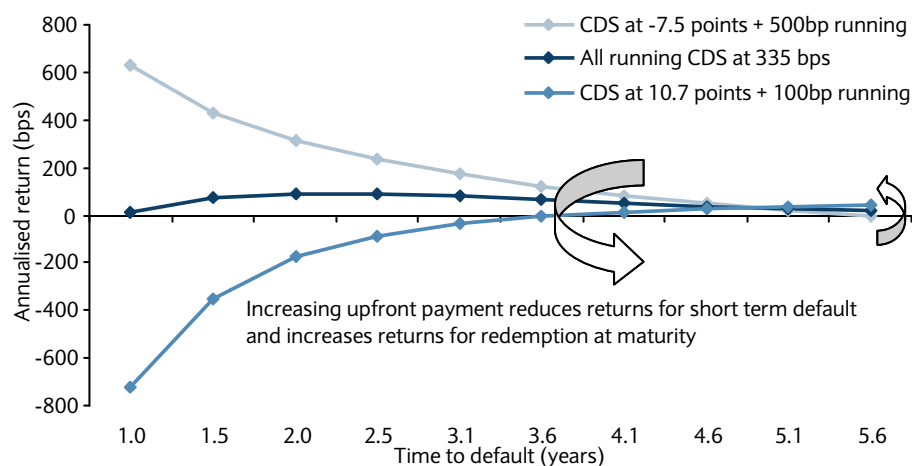 CDS at -7.5 points + 500bp running
All running CDS at 335 bps
CDS at 10.7 points + 100bp running
Annualised return (bps)
800
600
400
200
0
-200
-400
-600
-800
Increasing upfront payment reduces returns for short term default
and increases returns for redemption at maturity
1.0 1.5 2.0 2.5 3.1 3.6 4.1 4.6 5.1 5.6
Time to default (years)